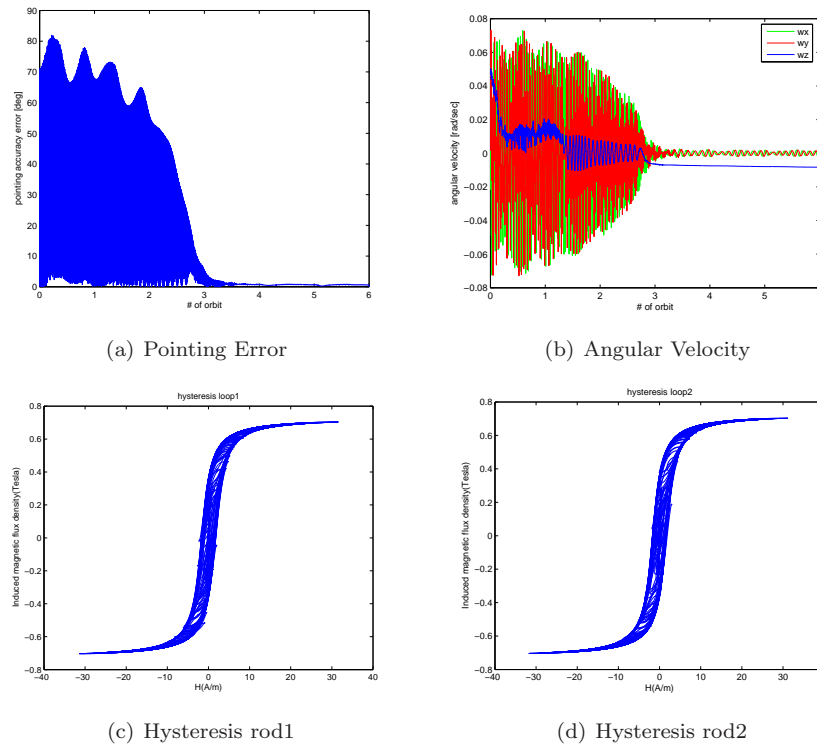 90
80
70
60
50
40
30
20
10
0
pointing accuracy error [deg]
0 1 2 3 4 5 6
# of orbit
(a) Pointing Error
0.08
0.06
0.04
0.02
0
−0.02
−0.04
−0.06
−0.08
angular velocity [rad/sec]
wx
wy
wz
0 1 2 3 4 5
# of orbit
(b) Angular Velocity
hysteresis loop1
0.8
0.6
0.4
0.2
0
−0.2
−0.4
−0.6
−0.8
Induced magnetic flux density(Tesla)
−40 −30 −20 −10 0 10 20 30 40
H(A/m)
(c) Hysteresis rod1
hysteresis loop2
0.8
0.6
0.4
0.2
0
−0.2
−0.4
−0.6
−0.8
Induced magnetic flux density(Tesla)
−40 −30 −20 −10 0 10 20 30
H(A/m)
(d) Hysteresis rod2